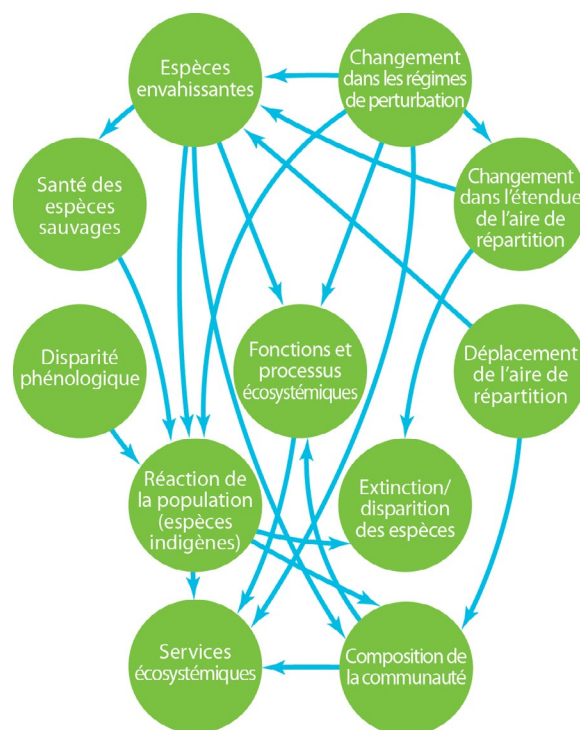 Espèces
envahissantes
Changement
dans les régimes
de perturbation
Santé des
espèces
sauvages
Changement
dans l'étendue
de l'aire de
répartition
Disparité
phénologique
Fonctions et
processus
écosystémiques
Déplacement
de l'aire de
répartition
Réaction de
la population
(espèces
indigènes)
Extinction/
disparition
des espèces
Services
écosystémiques
Composition de
la communauté